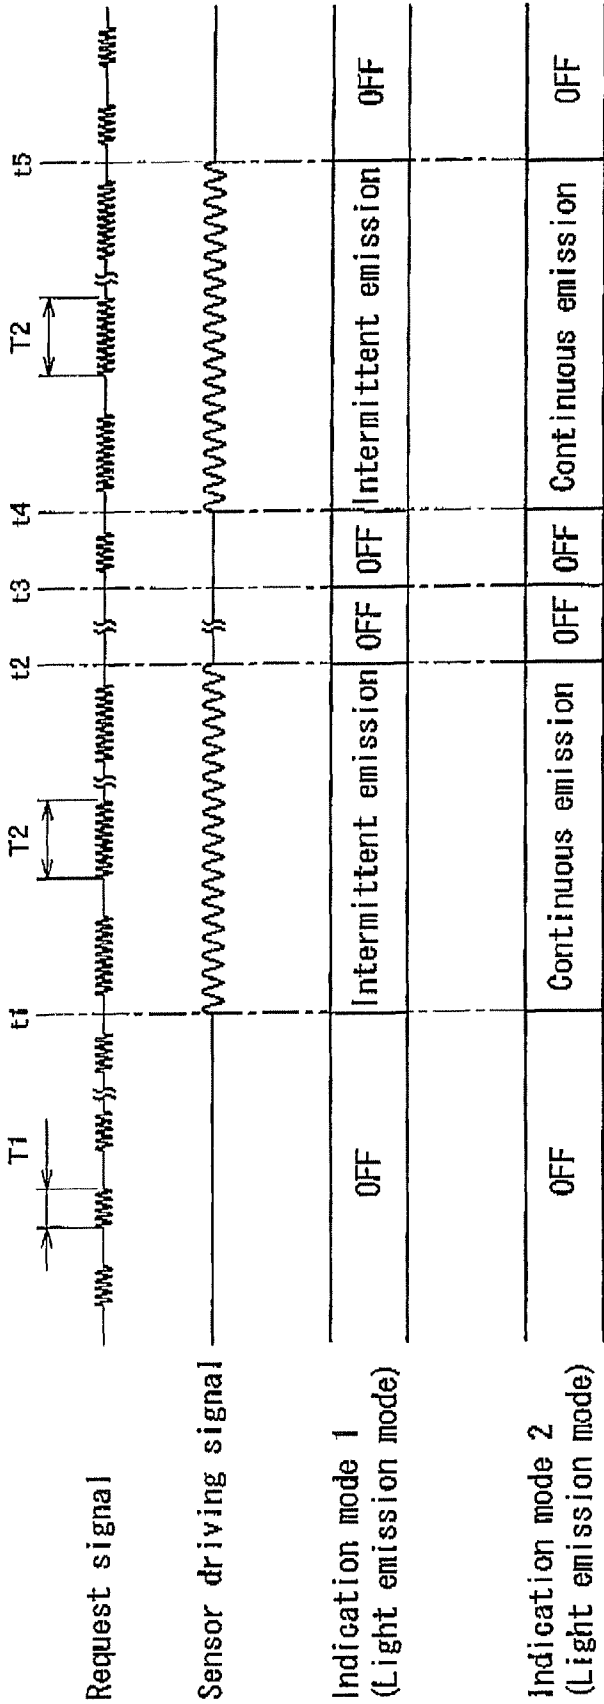 T1
T2
T2
t1
t2
t3
t4
t5
Request signal
Sensor driving signal
Indication mode 1
(Light emission mode)
OFF
Intermittent emission
OFF
OFF
Intermittent emission
OFF
Indication mode 2
(Light emission mode)
OFF
Continuous emission
OFF
OFF
Continuous emission
OFF